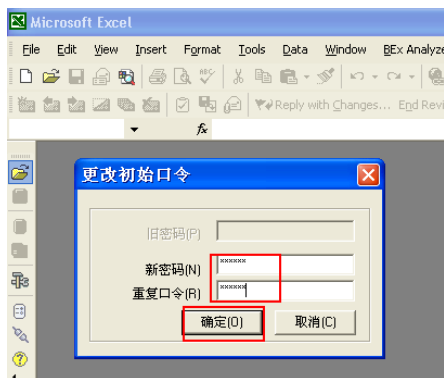 Microsoft Excel
File Edit View Insert Format Tools Data Window BEx Analyze
Reply with Changes... End Revi
fx
更改初始口令
旧密码(P)
新密码(N) ******
重复口令(R) ******
确定(O) 取消(C)